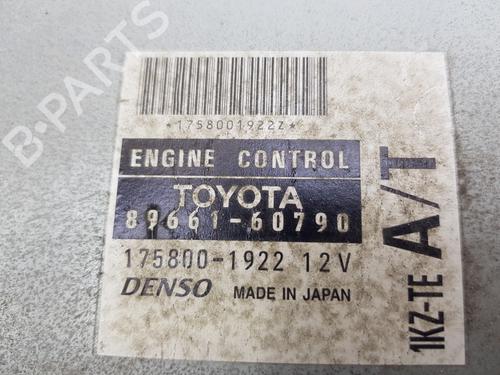 B-PARTS
*1758001922Z*
ENGINE CONTROL
TOYOTA
89661-60790
175800-1922 12V
DENSO MADE IN JAPAN
1KZ-TE A/T